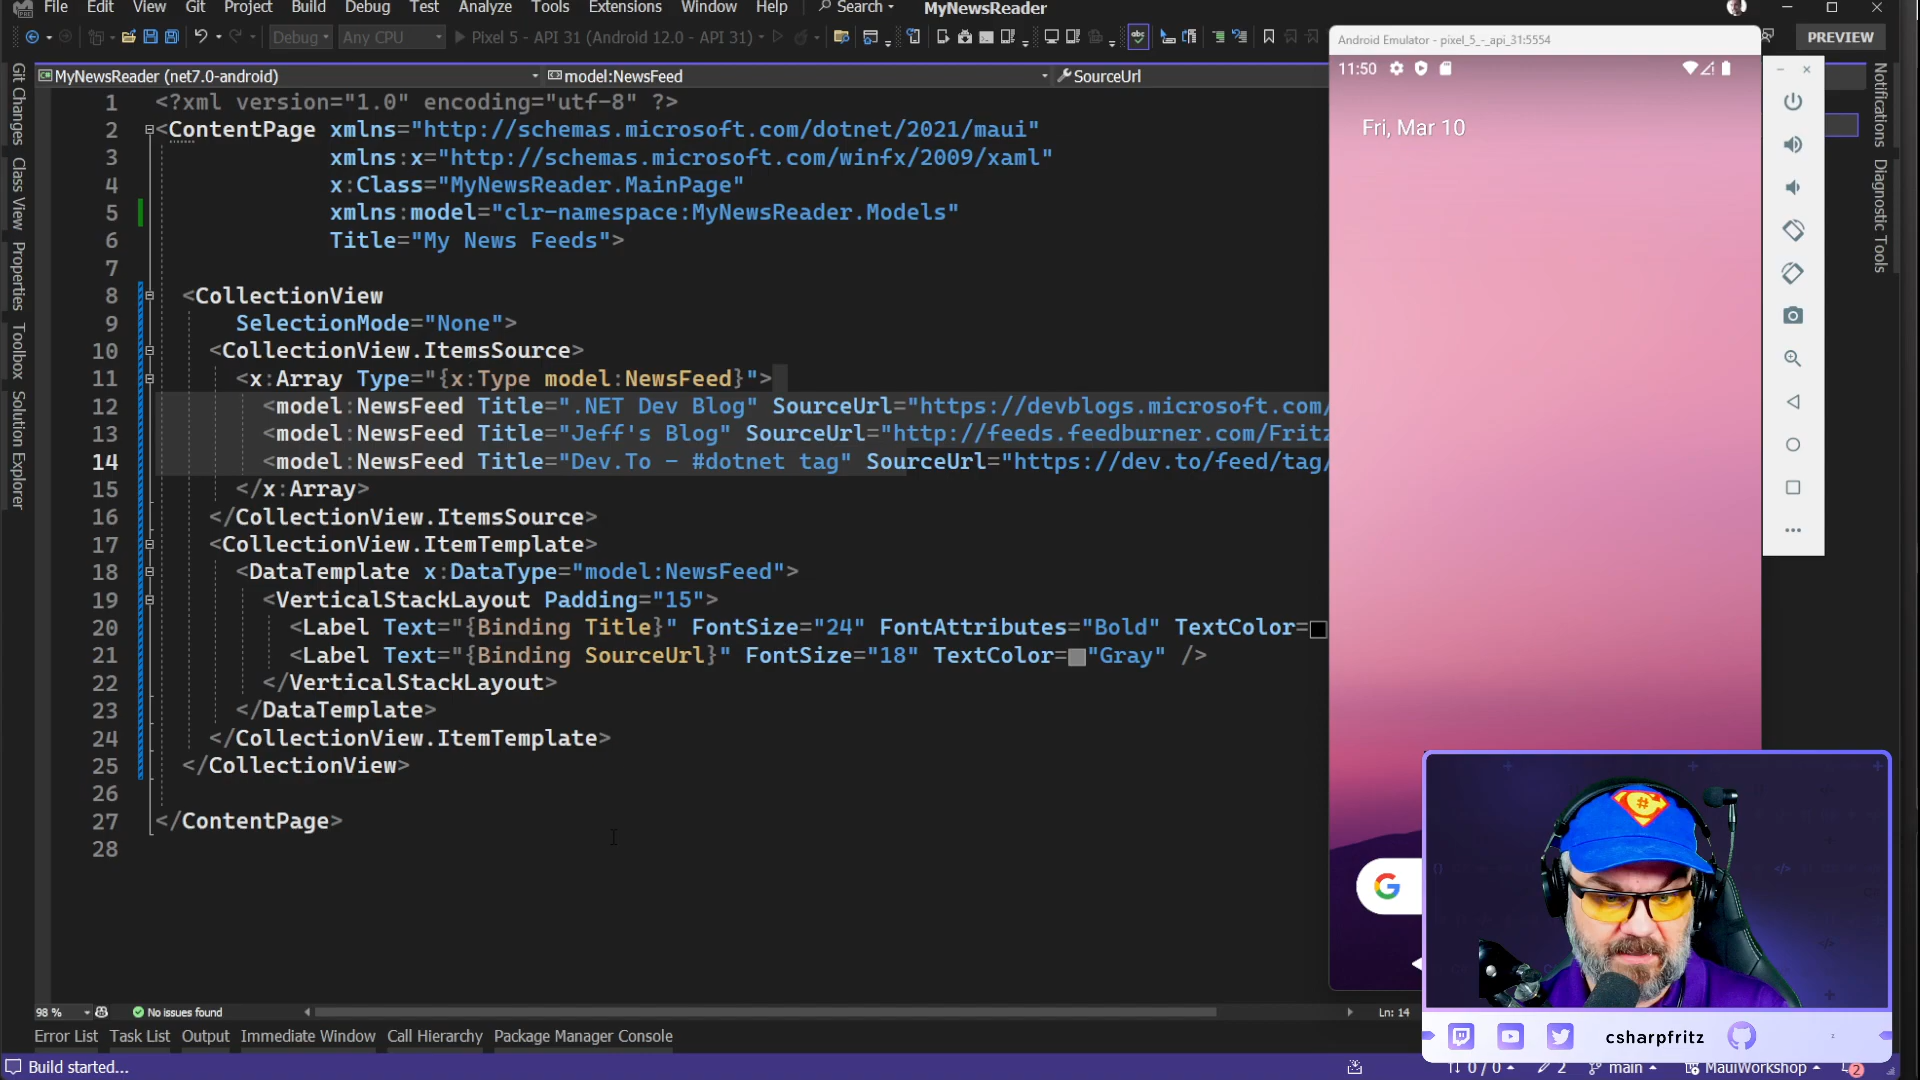 File Edit View Git Project Build Debug Test Analyze Tools Extensions Window Help Search MyNewsReader
Debug Any CPU Pixel 5 - API 31 (Android 12.0 - API 31) PREVIEW
Android Emulator - pixel_5_-_api_31:5554
MyNewsReader (net7.0-android) model:NewsFeed SourceUrl
11:50
Fri, Mar 10
Git Changes
Class View
Properties
Toolbox
Solution Explorer
Notifications
Diagnostic Tools
1 <?xml version="1.0" encoding="utf-8" ?>
2 <ContentPage xmlns="http://schemas.microsoft.com/dotnet/2021/maui"
3 xmlns:x="http://schemas.microsoft.com/winfx/2009/xaml"
4 x:Class="MyNewsReader.MainPage"
5 xmlns:model="clr-namespace:MyNewsReader.Models"
6 Title="My News Feeds">
7
8 <CollectionView
9 SelectionMode="None">
10 <CollectionView.ItemsSource>
11 <x:Array Type="{x:Type model:NewsFeed}">
12 <model:NewsFeed Title=".NET Dev Blog" SourceUrl="https://devblogs.microsoft.com/
13 <model:NewsFeed Title="Jeff's Blog" SourceUrl="http://feeds.feedburner.com/Fritz
14 <model:NewsFeed Title="Dev.To - #dotnet tag" SourceUrl="https://dev.to/feed/tag/
15 </x:Array>
16 </CollectionView.ItemsSource>
17 <CollectionView.ItemTemplate>
18 <DataTemplate x:DataType="model:NewsFeed">
19 <VerticalStackLayout Padding="15">
20 <Label Text="{Binding Title}" FontSize="24" FontAttributes="Bold" TextColor=
21 <Label Text="{Binding SourceUrl}" FontSize="18" TextColor="Gray" />
22 </VerticalStackLayout>
23 </DataTemplate>
24 </CollectionView.ItemTemplate>
25 </CollectionView>
26
27 </ContentPage>
28
G
98 % No issues found Ln: 14
Error List Task List Output Immediate Window Call Hierarchy Package Manager Console
csharpfritz
Build started... 0 / 0 2 main MauiWorkshop 2